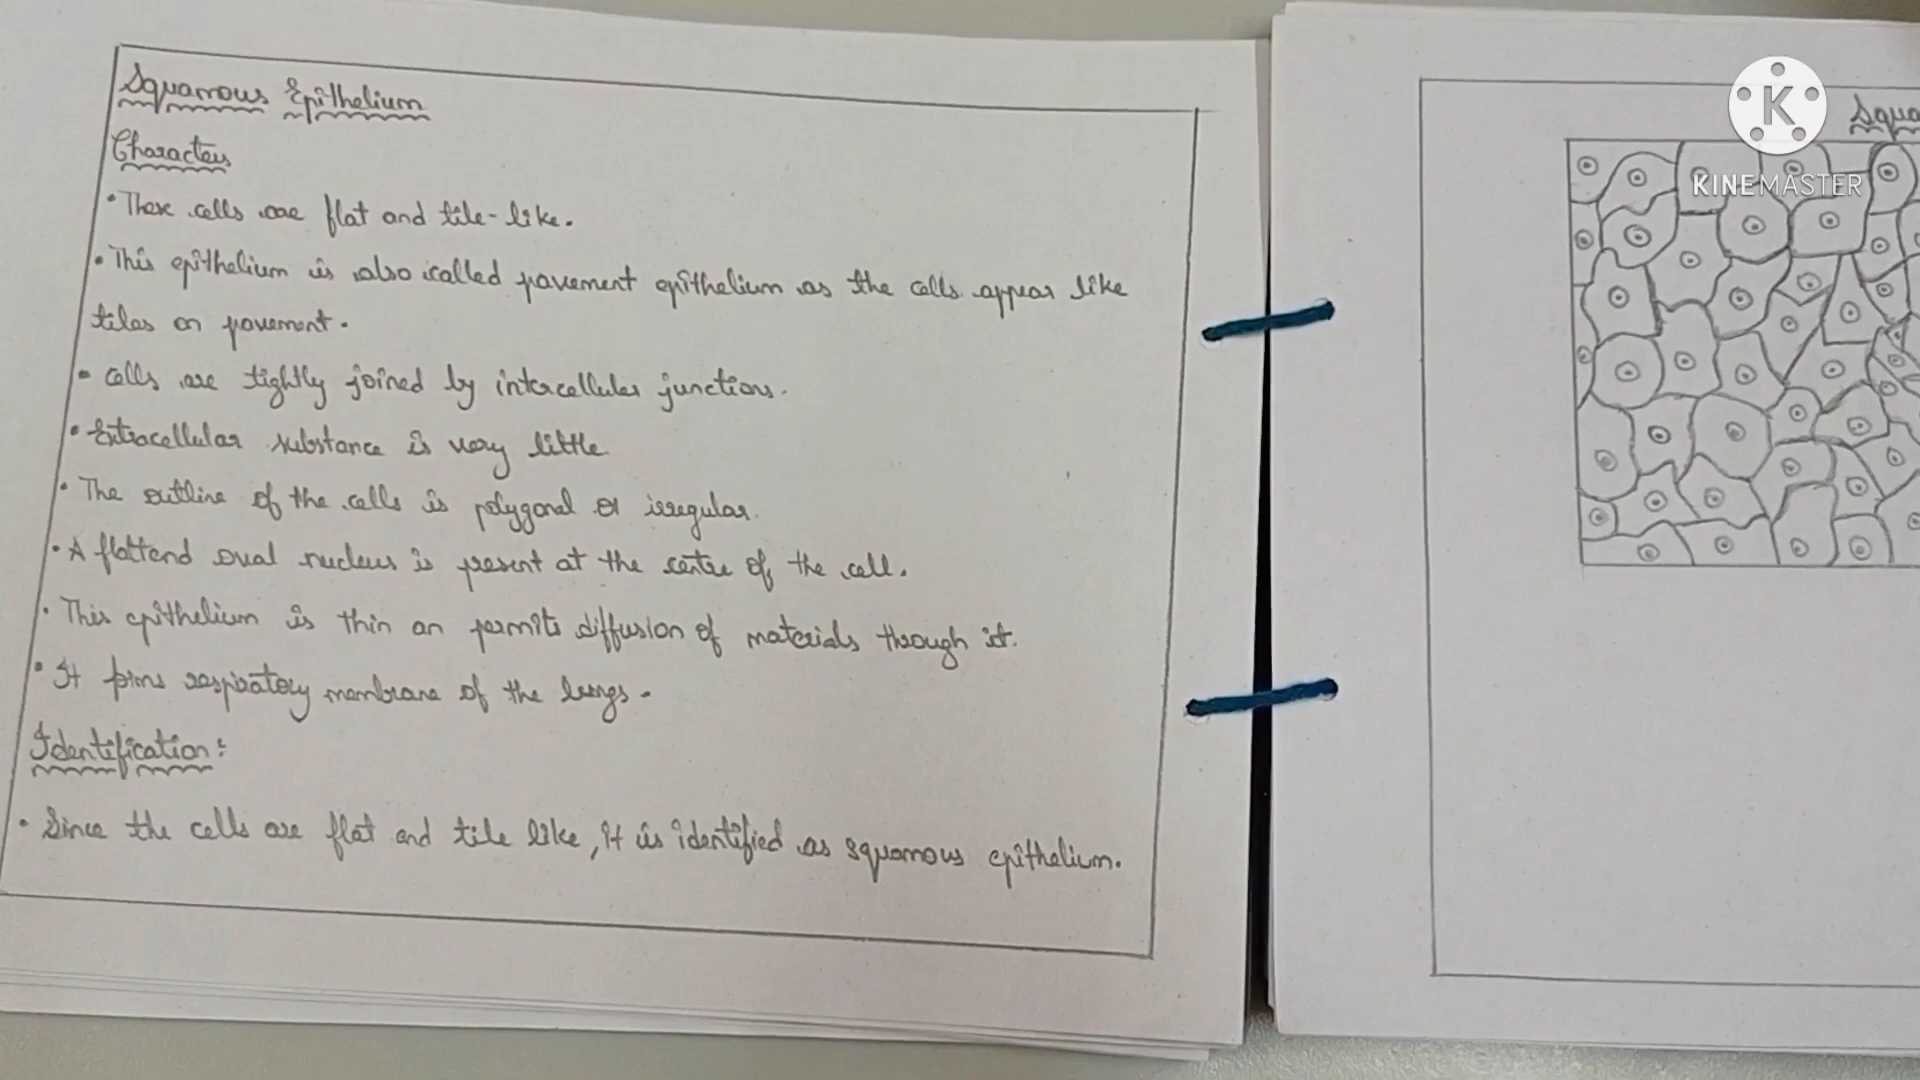 Squamous Epithelium
Characters
• These cells are flat and tile-like.
• This epithelium is also called pavement epithelium as the cells appear like
tiles on pavement.
• Cells are tightly joined by intercellular junctions.
• Extracellular substance is very little
• The outline of the cells is polygonal or irregular.
• A flattend oval nucleus is present at the centre of the cell.
• This epithelium is thin an permits diffusion of materials through it.
• It forms respiratory membrane of the lungs.
Identification:
• Since the cells are flat and tile like, it is identified as squamous epithelium.
Squa
K
KINEMASTER